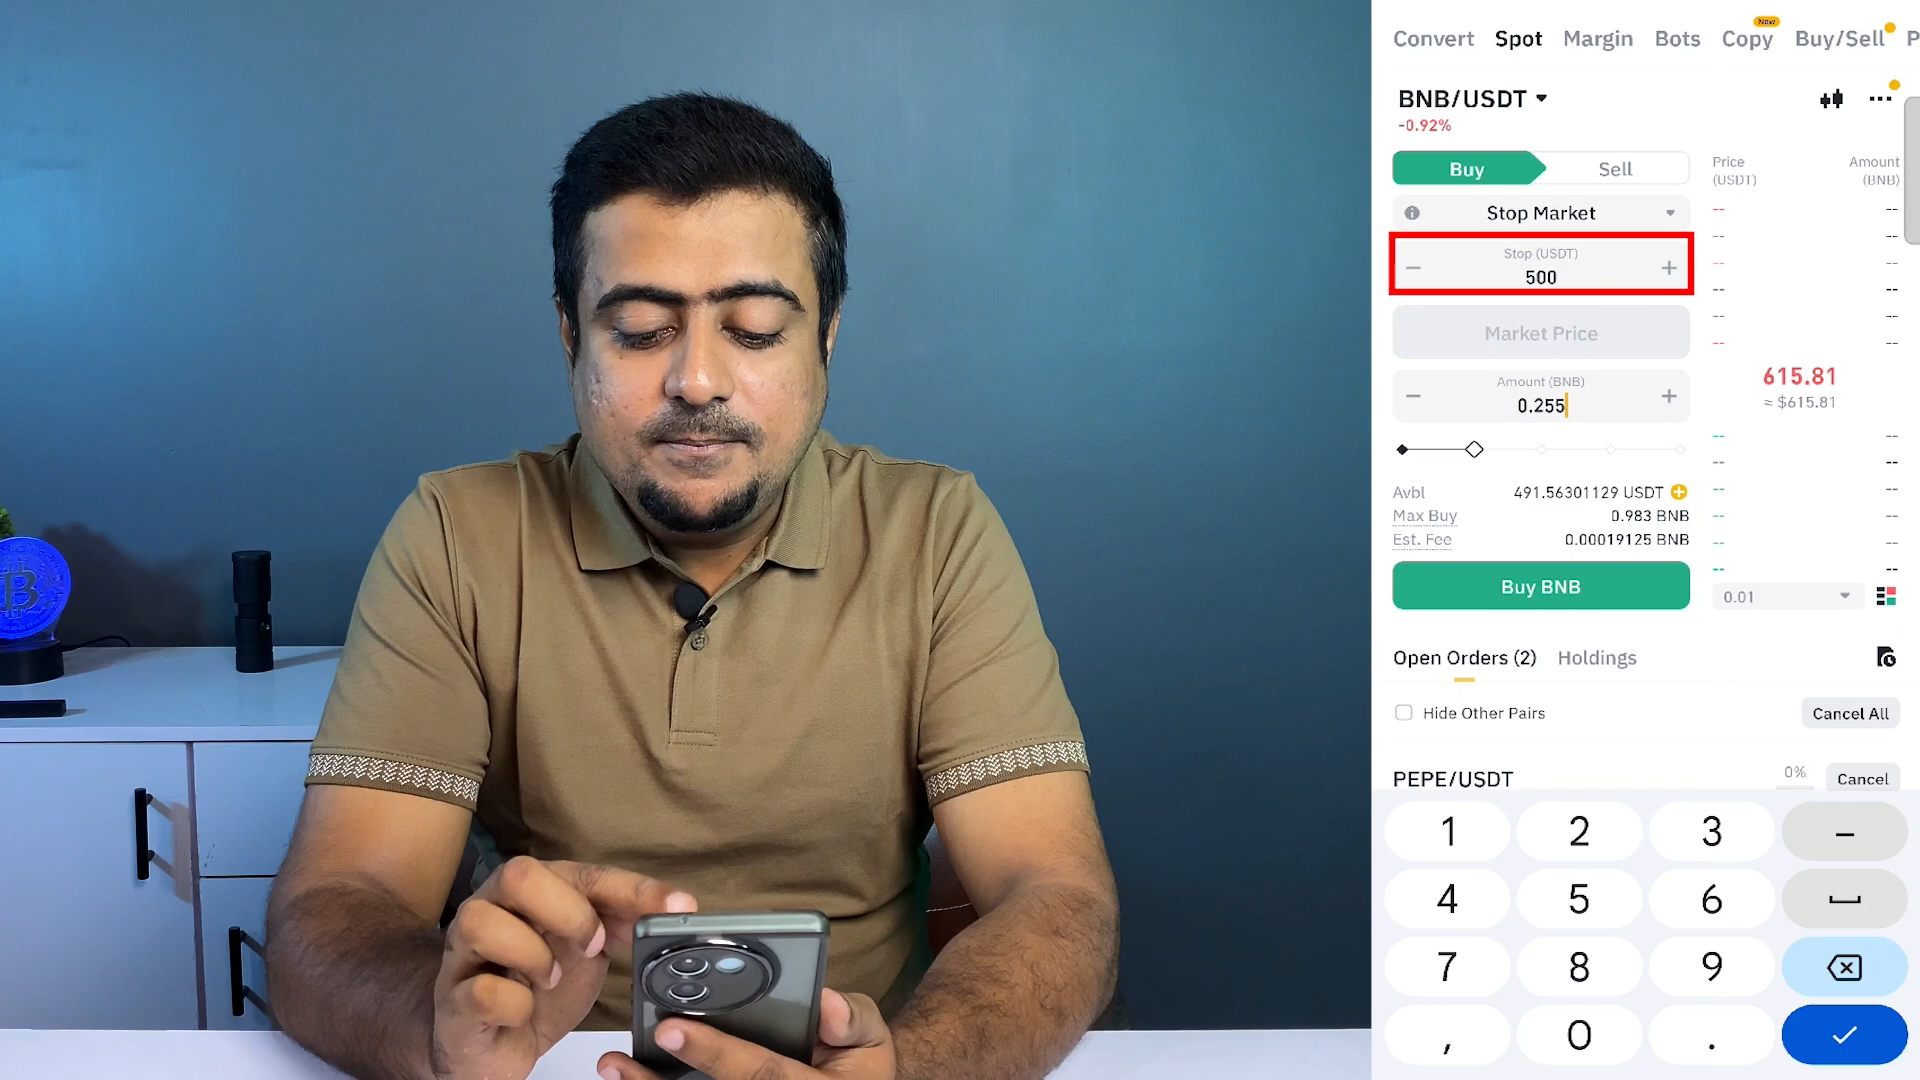 Convert Spot Margin Bots Copy New Buy/Sell P
BNB/USDT
-0.92%
Buy Sell
Price (USDT) Amount (BNB)
Stop Market
Stop (USDT)
− 500 +
Market Price
Amount (BNB)
− 0.255 +
615.81
≈ $615.81
Avbl 491.56301129 USDT
Max Buy 0.983 BNB
Est. Fee 0.00019125 BNB
Buy BNB
0.01
Open Orders (2) Holdings
Hide Other Pairs Cancel All
PEPE/USDT 0% Cancel
1 2 3 –
4 5 6
7 8 9
, 0 .
B